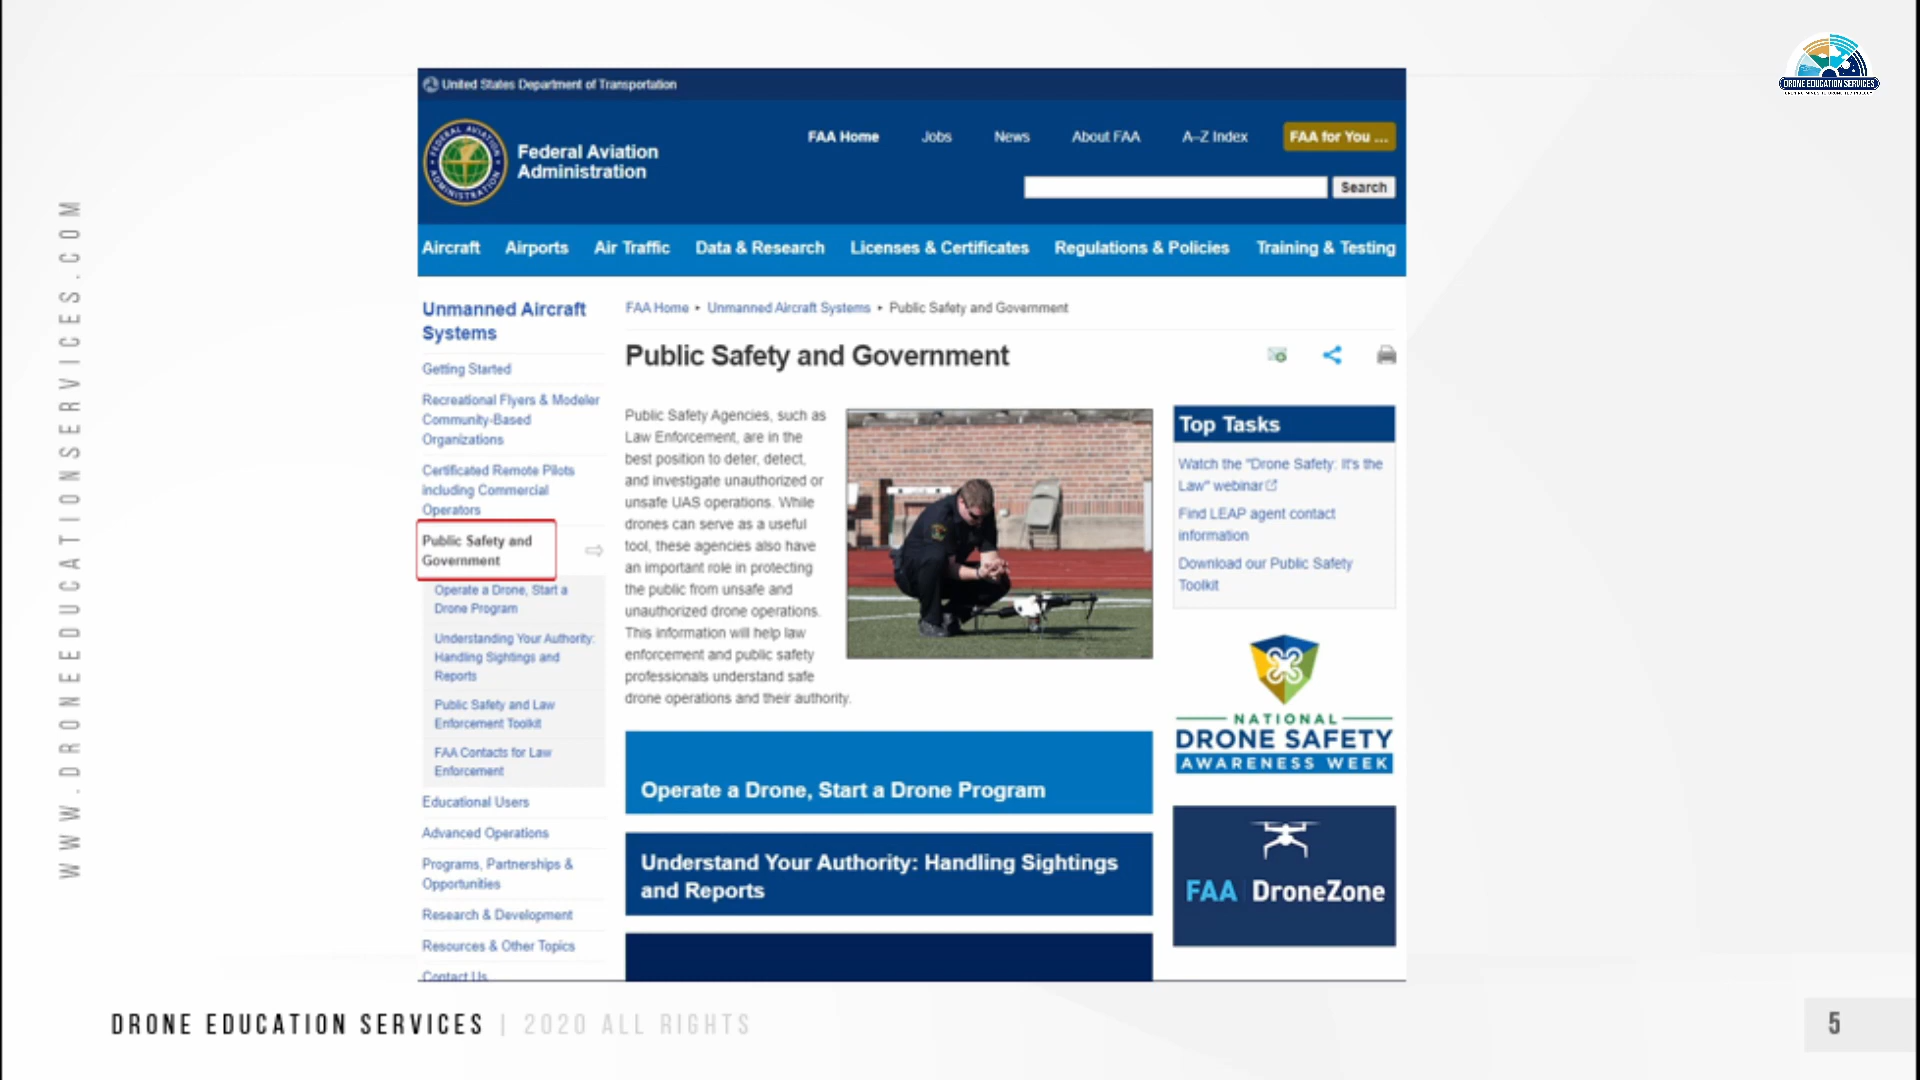 DRONE EDUCATION SERVICES
WWW.DRONEEDUCATIONSERVICES.COM
United States Department of Transportation
Federal Aviation
Administration
FAA Home
Jobs
News
About FAA
A–Z Index
FAA for You ...
Search
Aircraft
Airports
Air Traffic
Data & Research
Licenses & Certificates
Regulations & Policies
Training & Testing
Unmanned Aircraft
Systems
Getting Started
Recreational Flyers & Modeler
Community-Based
Organizations
Certificated Remote Pilots
including Commercial
Operators
Public Safety and
Government
Operate a Drone, Start a
Drone Program
Understanding Your Authority:
Handling Sightings and
Reports
Public Safety and Law
Enforcement Toolkit
FAA Contacts for Law
Enforcement
Educational Users
Advanced Operations
Programs, Partnerships &
Opportunities
Research & Development
Resources & Other Topics
Contact Us
FAA Home ▸ Unmanned Aircraft Systems ▸ Public Safety and Government
Public Safety and Government
Public Safety Agencies, such as
Law Enforcement, are in the
best position to deter, detect,
and investigate unauthorized or
unsafe UAS operations. While
drones can serve as a useful
tool, these agencies also have
an important role in protecting
the public from unsafe and
unauthorized drone operations.
This information will help law
enforcement and public safety
professionals understand safe
drone operations and their authority.
Operate a Drone, Start a Drone Program
Understand Your Authority: Handling Sightings
and Reports
Top Tasks
Watch the "Drone Safety: It's the
Law" webinar
Find LEAP agent contact
information
Download our Public Safety
Toolkit
NATIONAL
DRONE SAFETY
AWARENESS WEEK
FAA DroneZone
DRONE EDUCATION SERVICES | 2020 ALL RIGHTS
5